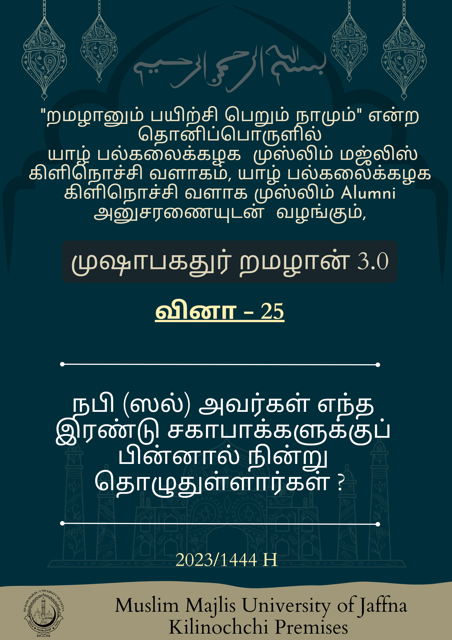 بسم الله الرحمن الرحيم
"றமழானும் பயிற்சி பெறும் நாமும்" என்ற
தொனிப்பொருளில்
யாழ் பல்கலைக்கழக முஸ்லிம் மஜ்லிஸ்
கிளிநொச்சி வளாகம், யாழ் பல்கலைக்கழக
கிளிநொச்சி வளாக முஸ்லிம் Alumni
அனுசரணையுடன் வழங்கும்,
முஷாபகதுர் றமழான் 3.0
வினா - 25
நபி (ஸல்) அவர்கள் எந்த
இரண்டு சகாபாக்களுக்குப்
பின்னால் நின்று
தொழுதுள்ளார்கள் ?
2023/1444 H
Muslim Majlis University of Jaffna
Kilinochchi Premises